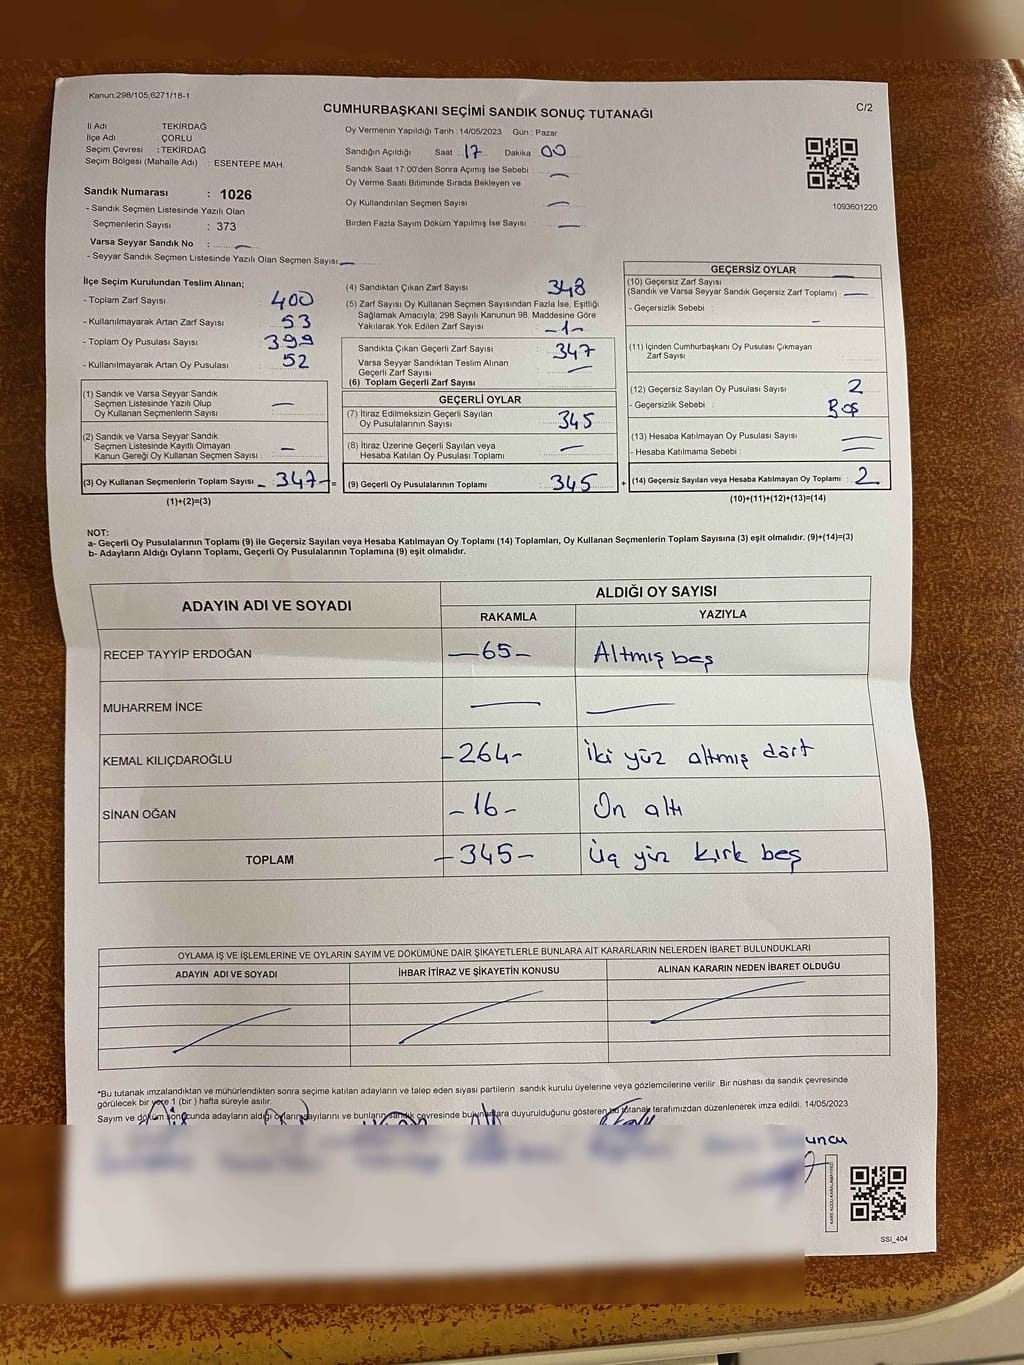 Kanun,298/105,6271/18-1
CUMHURBAŞKANI SEÇİMİ SANDIK SONUÇ TUTANAĞI
C/2
İl Adı : TEKİRDAĞ
İlçe Adı : ÇORLU
Seçim Çevresi : TEKİRDAĞ
Seçim Bölgesi (Mahalle Adı) : ESENTEPE MAH.
Sandık Numarası : 1026
- Sandık Seçmen Listesinde Yazılı Olan
Seçmenlerin Sayısı : 373
Varsa Seyyar Sandık No : —
- Seyyar Sandık Seçmen Listesinde Yazılı Olan Seçmen Sayısı: —
Oy Vermenin Yapıldığı Tarih : 14/05/2023 Gün : Pazar
Sandığın Açıldığı Saat : 17 Dakika : 00
Sandık Saat 17:00'den Sonra Açımış İse Sebebi —
Oy Verme Saati Bitiminde Sırada Bekleyen ve
Oy Kullandırılan Seçmen Sayısı —
Birden Fazla Sayım Döküm Yapılmış İse Sayısı —
1093601220
İlçe Seçim Kurulundan Teslim Alınan;
- Toplam Zarf Sayısı : 400
- Kullanılmayarak Artan Zarf Sayısı : 53
- Toplam Oy Pusulası Sayısı : 399
- Kullanılmayarak Artan Oy Pusulası : 52
(1) Sandık ve Varsa Seyyar Sandık
Seçmen Listesinde Yazılı Olup
Oy Kullanan Seçmenlerin Sayısı : —
(2) Sandık ve Varsa Seyyar Sandık
Seçmen Listesinde Kayıtlı Olmayan
Kanun Gereği Oy Kullanan Seçmen Sayısı : —
(3) Oy Kullanan Seçmenlerin Toplam Sayısı - 347 - =
(1)+(2)=(3)
(4) Sandıktan Çıkan Zarf Sayısı : 348
(5) Zarf Sayısı Oy Kullanan Seçmen Sayısından Fazla İse, Eşitliği
Sağlamak Amacıyla, 298 Sayılı Kanunun 98. Maddesine Göre
Yakılarak Yok Edilen Zarf Sayısı : -1-
Sandıkta Çıkan Geçerli Zarf Sayısı : 347
Varsa Seyyar Sandıktan Teslim Alınan
Geçerli Zarf Sayısı : —
(6) Toplam Geçerli Zarf Sayısı
GEÇERLİ OYLAR
(7) İtiraz Edilmeksizin Geçerli Sayılan
Oy Pusulalarının Sayısı : 345
(8) İtiraz Üzerine Geçerli Sayılan veya
Hesaba Katılan Oy Pusulası Toplamı : —
(9) Geçerli Oy Pusulalarının Toplamı : 345 +
GEÇERSİZ OYLAR —
(10) Geçersiz Zarf Sayısı
(Sandık ve Varsa Seyyar Sandık Geçersiz Zarf Toplamı) : —
- Geçersizlik Sebebi : —
(11) İçinden Cumhurbaşkanı Oy Pusulası Çıkmayan
Zarf Sayısı
(12) Geçersiz Sayılan Oy Pusulası Sayısı : 2
- Geçersizlik Sebebi : Boş
(13) Hesaba Katılmayan Oy Pusulası Sayısı : —
- Hesaba Katılmama Sebebi : —
(14) Geçersiz Sayılan veya Hesaba Katılmayan Oy Toplamı : 2
(10)+(11)+(12)+(13)=(14)
NOT:
a- Geçerli Oy Pusulalarının Toplamı (9) ile Geçersiz Sayılan veya Hesaba Katılmayan Oy Toplamı (14) Toplamları, Oy Kullanan Seçmenlerin Toplam Sayısına (3) eşit olmalıdır. (9)+(14)=(3)
b- Adayların Aldığı Oyların Toplamı, Geçerli Oy Pusulalarının Toplamına (9) eşit olmalıdır.
ADAYIN ADI VE SOYADI
ALDIĞI OY SAYISI
RAKAMLA YAZIYLA
RECEP TAYYİP ERDOĞAN —65— Altmış beş
MUHARREM İNCE — —
KEMAL KILIÇDAROĞLU -264- İki yüz altmış dört
SİNAN OĞAN -16- On altı
TOPLAM -345- Üç yüz kırk beş
OYLAMA İŞ VE İŞLEMLERİNE VE OYLARIN SAYIM VE DÖKÜMÜNE DAİR ŞİKAYETLERLE BUNLARA AİT KARARLARIN NELERDEN İBARET BULUNDUKLARI
ADAYIN ADI VE SOYADI İHBAR İTİRAZ VE ŞİKAYETİN KONUSU ALINAN KARARIN NEDEN İBARET OLDUĞU
*Bu tutanak imzalandıktan ve mühürlendikten sonra seçime katılan adayların ve talep eden siyasi partilerin sandık kurulu üyelerine veya gözlemcilerine verilir. Bir nüshası da sandık çevresinde
görülecek bir yere 1 (bir ) hafta süreyle asılır.
Sayım ve döküm sonucunda adayların aldığı oyların sayılarını ve bunların sandık çevresinde bulunanlara duyurulduğunu gösteren bu tutanak tarafımızdan düzenlenerek imza edildi. 14/05/2023
uncu
SSI_404